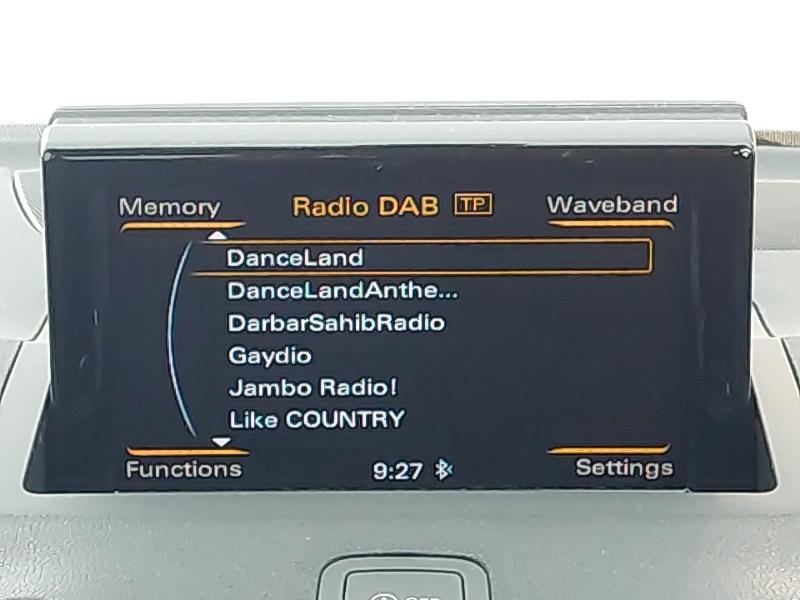 Memory Radio DAB TP Waveband
DanceLand
DanceLandAnthe...
DarbarSahibRadio
Gaydio
Jambo Radio!
Like COUNTRY
Functions 9:27 Settings